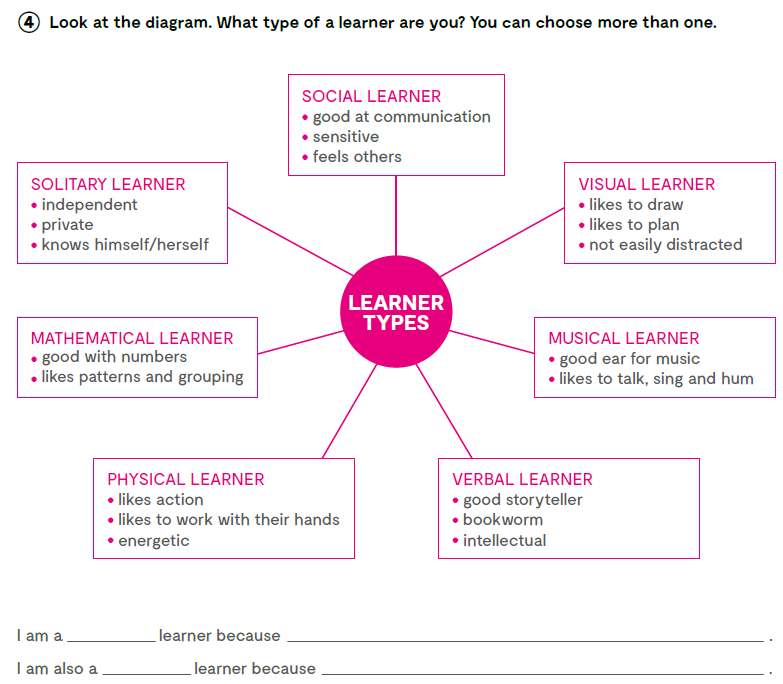 4 Look at the diagram. What type of a learner are you? You can choose more than one.
SOCIAL LEARNER
• good at communication
• sensitive
• feels others
SOLITARY LEARNER
• independent
• private
• knows himself/herself
VISUAL LEARNER
• likes to draw
• likes to plan
• not easily distracted
LEARNER
TYPES
MATHEMATICAL LEARNER
• good with numbers
• likes patterns and grouping
MUSICAL LEARNER
• good ear for music
• likes to talk, sing and hum
PHYSICAL LEARNER
• likes action
• likes to work with their hands
• energetic
VERBAL LEARNER
• good storyteller
• bookworm
• intellectual
I am a __________ learner because ______________________________ .
I am also a __________ learner because ______________________________ .